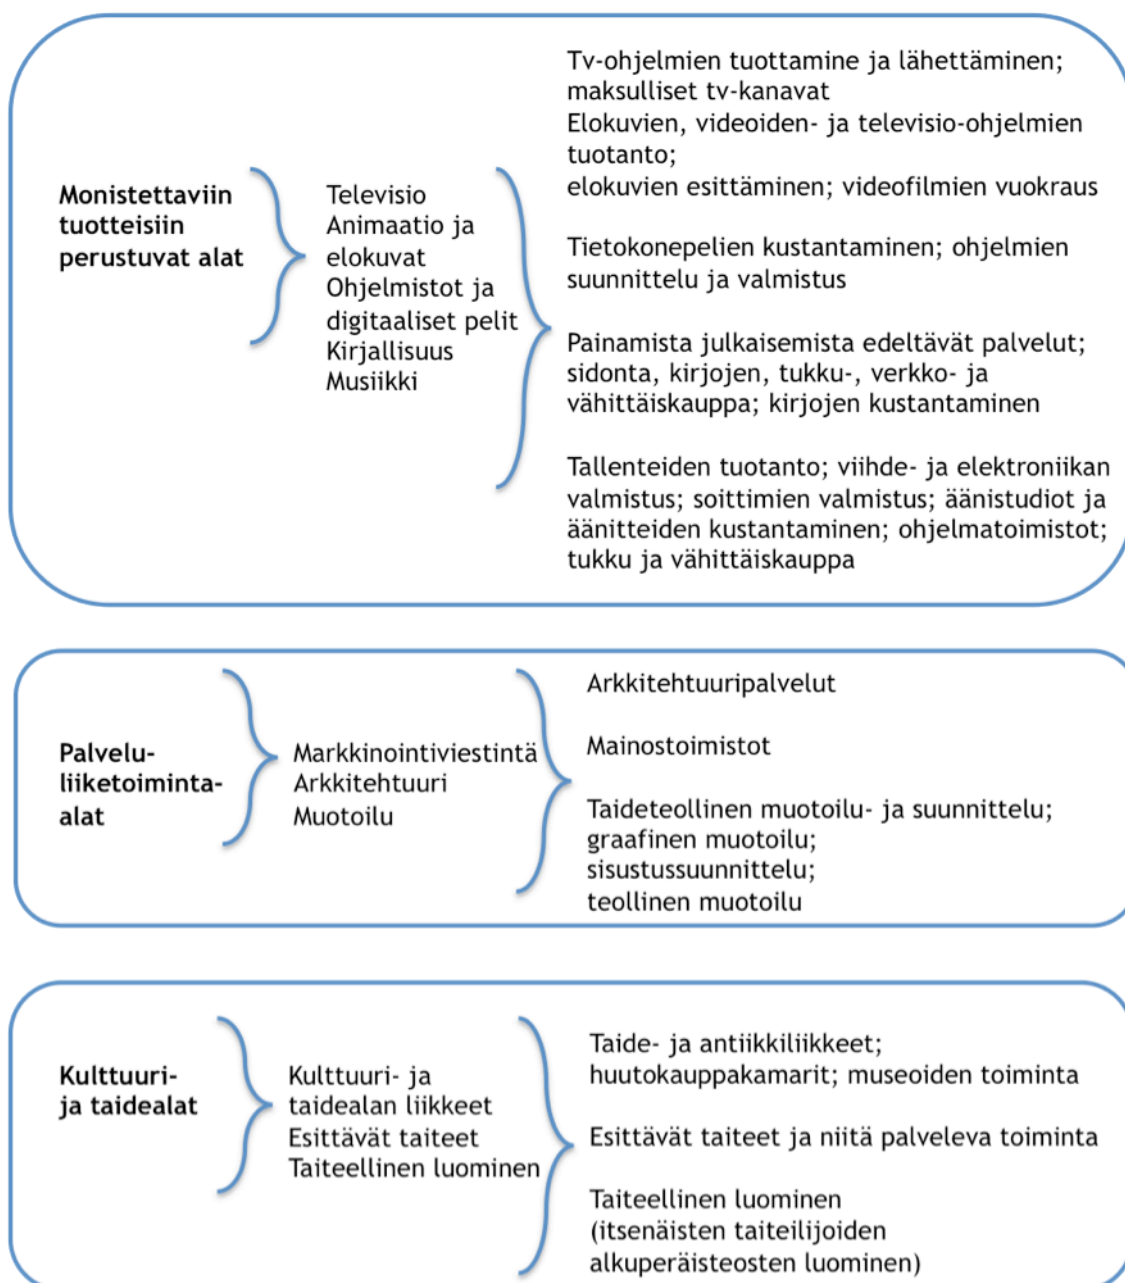 Monistettaviin
tuotteisiin
perustuvat alat
Televisio
Animaatio ja
elokuvat
Ohjelmistot ja
digitaaliset pelit
Kirjallisuus
Musiikki
Tv-ohjelmien tuottamine ja lähettäminen;
maksulliset tv-kanavat
Elokuvien, videoiden- ja televisio-ohjelmien
tuotanto;
elokuvien esittäminen; videofilmien vuokraus
Tietokonepelien kustantaminen; ohjelmien
suunnittelu ja valmistus
Painamista julkaisemista edeltävät palvelut;
sidonta, kirjojen, tukku-, verkko- ja
vähittäiskauppa; kirjojen kustantaminen
Tallenteiden tuotanto; viihde- ja elektroniikan
valmistus; soittimien valmistus; äänistudiot ja
äänitteiden kustantaminen; ohjelmatoimistot;
tukku ja vähittäiskauppa
Palvelu-
liiketoiminta-
alat
Markkinointiviestintä
Arkkitehtuuri
Muotoilu
Arkkitehtuuripalvelut
Mainostoimistot
Taideteollinen muotoilu- ja suunnittelu;
graafinen muotoilu;
sisustussuunnittelu;
teollinen muotoilu
Kulttuuri-
ja taidealat
Kulttuuri- ja
taidealan liikkeet
Esittävät taiteet
Taiteellinen luominen
Taide- ja antiikkiliikkeet;
huutokauppakamarit; museoiden toiminta
Esittävät taiteet ja niitä palveleva toiminta
Taiteellinen luominen
(itsenäisten taiteilijoiden
alkuperäisteosten luominen)